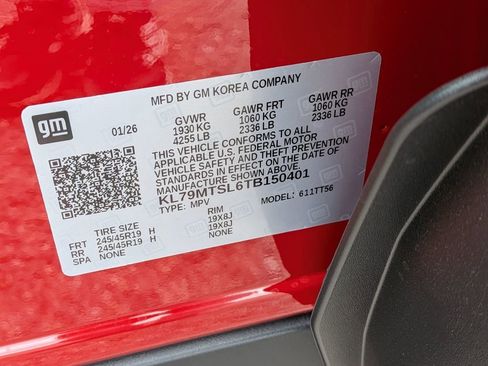 MFD BY GM KOREA COMPANY
gm
01/26
GVWR GAWR FRT GAWR RR
1930 KG 1060 KG 1060 KG
4255 LB 2336 LB 2336 LB
THIS VEHICLE CONFORMS TO ALL
APPLICABLE U.S. FEDERAL MOTOR
VEHICLE SAFETY AND THEFT PREVENTION
STANDARDS IN EFFECT ON THE DATE OF
MANUFACTURE SHOWN ABOVE.
KL79MTSL6TB150401
TYPE: MPV MODEL: 611TT56
TIRE SIZE RIM
FRT 245/45R19 H 19X8J
RR 245/45R19 H 19X8J
SPA NONE NONE